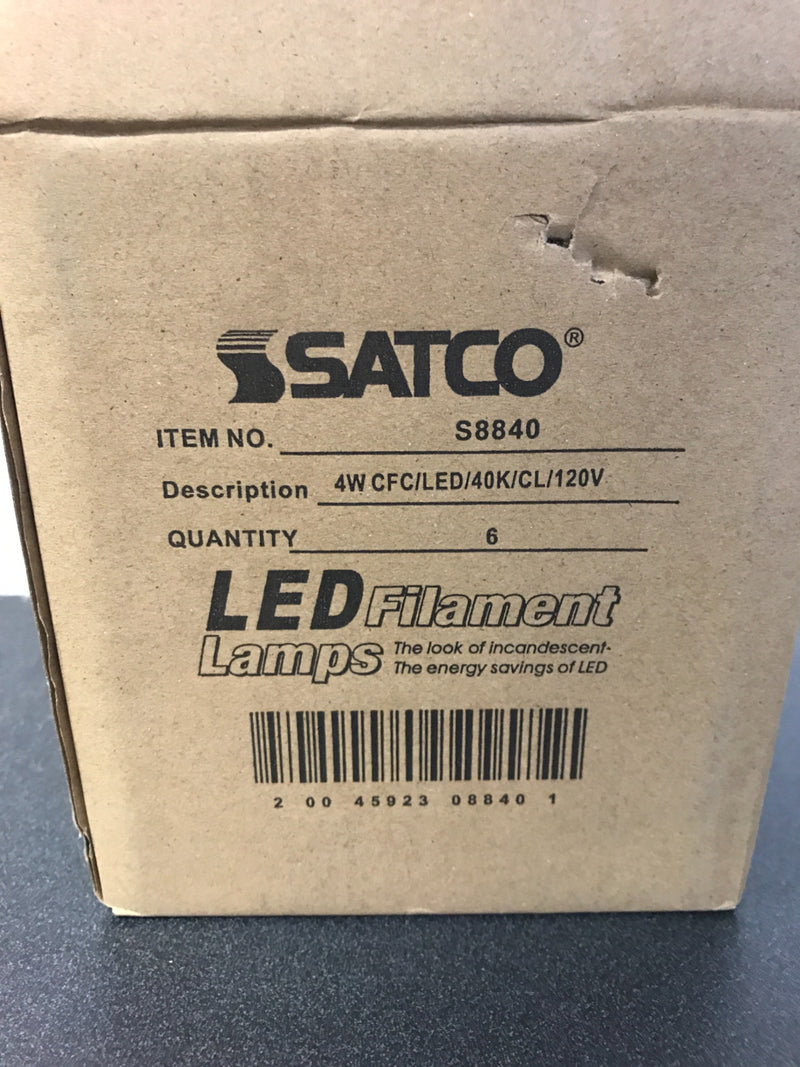 SATCO®
ITEM NO. S8840
Description 4W CFC/LED/40K/CL/120V
QUANTITY 6
LED Filament
Lamps The look of incandescent-
The energy savings of LED
2 00 45923 08840 1